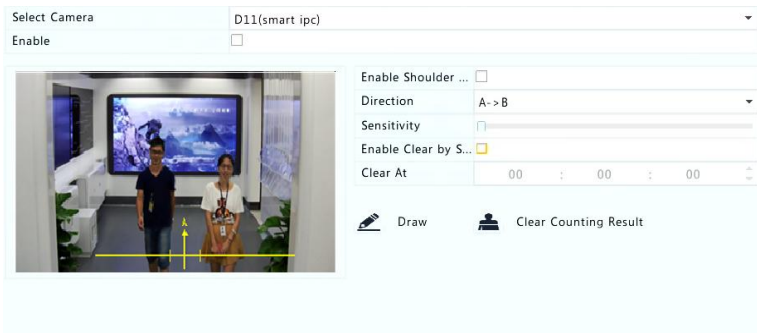 Select Camera D11(smart ipc)
Enable
Enable Shoulder ...
Direction A->B
Sensitivity
Enable Clear by S...
Clear At 00 : 00 : 00
Draw Clear Counting Result